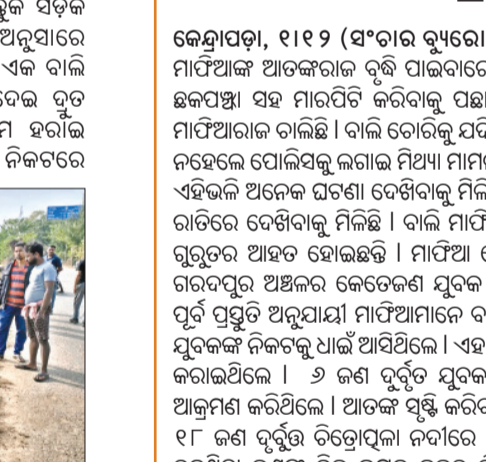 ସଡ଼କ
ଅନୁସାରେ
ଏକ ବାଲି
ଦେଇ ଦ୍ରୁତ
ହରାଇ
ନିକଟରେ
କେନ୍ଦ୍ରାପଡ଼ା, ୧।୧୨ (ସଂଚାର ବ୍ୟୁରୋ
ମାଫିଆଙ୍କ ଆତଙ୍କରାଜ ବୃଦ୍ଧି ପାଇବାରେ
ଛକପଞ୍ଝା ସହ ମାରପିଟି କରିବାକୁ ପଛା
ମାଫିଆରାଜ ଚାଲିଛି । ବାଲି ଚୋରିକୁ ଯଦି
ନହେଲେ ପୋଲିସକୁ ଲଗାଇ ମିଥ୍ୟା ମାମ
ଏହିଭଳି ଅନେକ ଘଟଣା ଦେଖିବାକୁ ମିଳି
ରାତିରେ ଦେଖିବାକୁ ମିଳିଛି । ବାଲି ମାଫି
ଗୁରୁତର ଆହତ ହୋଇଛନ୍ତି । ମାଫିଆ
ଗରଦପୁର ଅଞ୍ଚଳର କେତେଜଣ ଯୁବକ
ପୂର୍ବ ପ୍ରସ୍ତୁତି ଅନୁଯାୟୀ ମାଫିଆମାନେ
ଯୁବକଙ୍କ ନିକଟକୁ ଧାଇଁ ଆସିଥିଲେ । ଏହ
କରାଇଥିଲେ । ୬ ଜଣ ଦୁର୍ବୃତ ଯୁବକ
ଆକ୍ରମଣ କରିଥିଲେ । ଆତଙ୍କ ସୃଷ୍ଟି କରିବ
୧୮ ଜଣ ଦୂର୍ବୃତ୍ତ ଚିତ୍ରୋତ୍ପଳା ନଦୀରେ